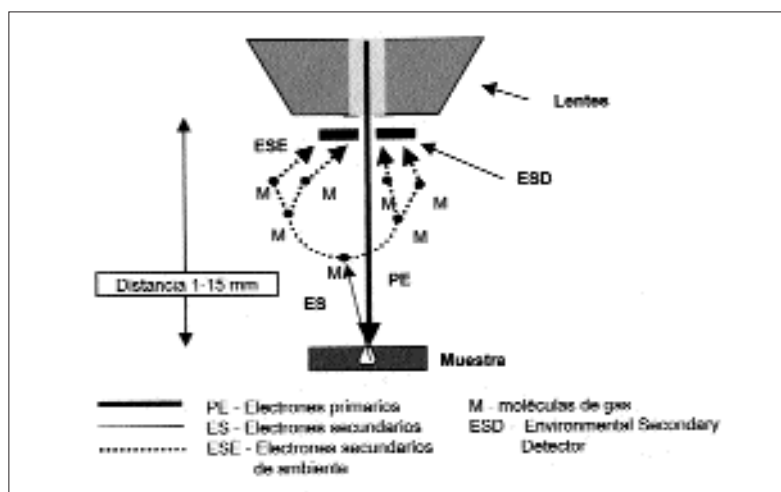 Lentes
ESE
ESD
M
M
M
M
M
M
M
Distancia 1-15 mm
PE
ES
Muestra
PE - Electrones primarios
ES - Electrones secundarios
ESE - Electrones secundarios
de ambiente
M - moléculas de gas
ESD - Environmental Secondary
Detector